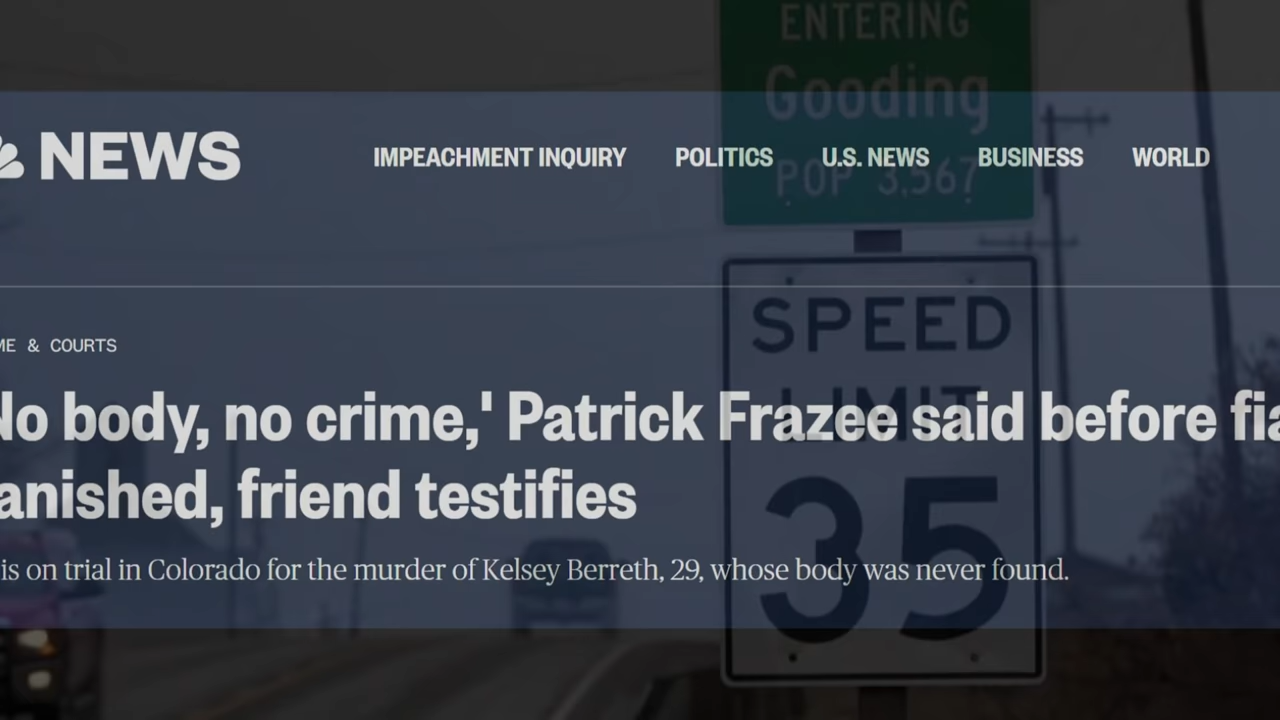 ENTERING
Gooding
POP 3,567
NEWS
IMPEACHMENT INQUIRY POLITICS U.S. NEWS BUSINESS WORLD
ME & COURTS
No body, no crime,' Patrick Frazee said before fia
anished, friend testifies
is on trial in Colorado for the murder of Kelsey Berreth, 29, whose body was never found.
SPEED
LIMIT
35